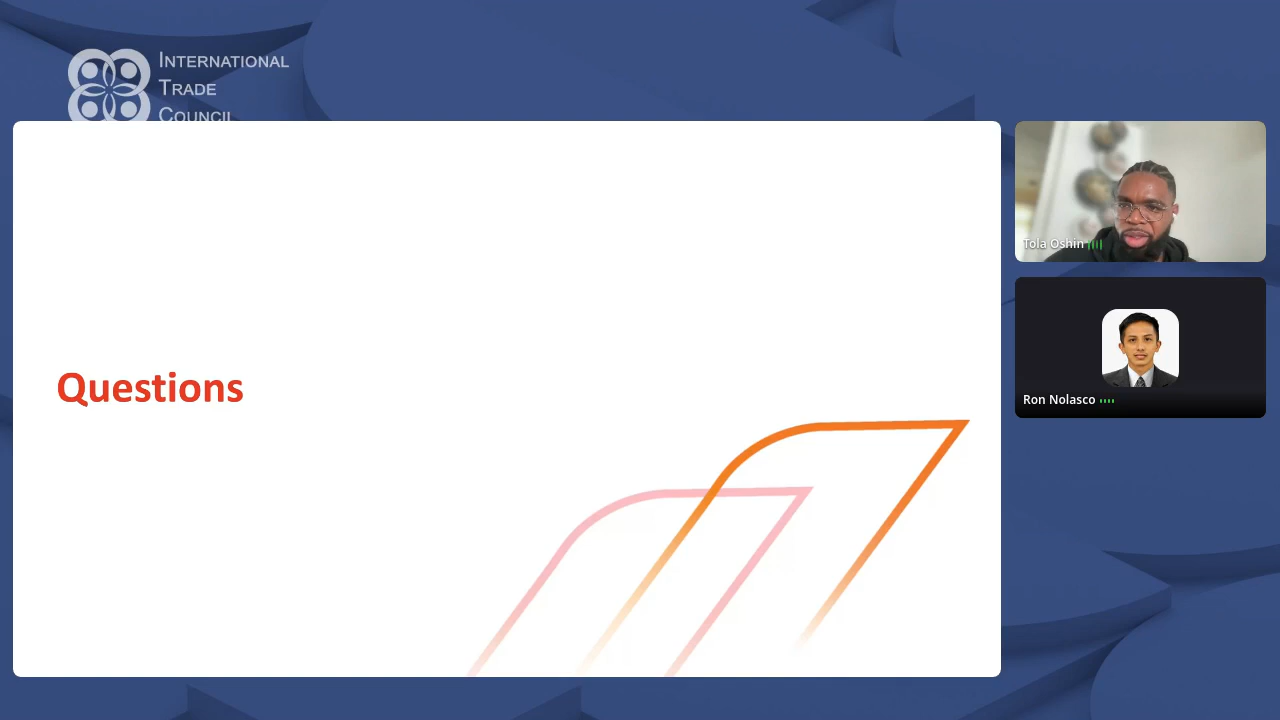 INTERNATIONAL
TRADE
COUNCIL
Questions
Tola Oshin
Ron Nolasco